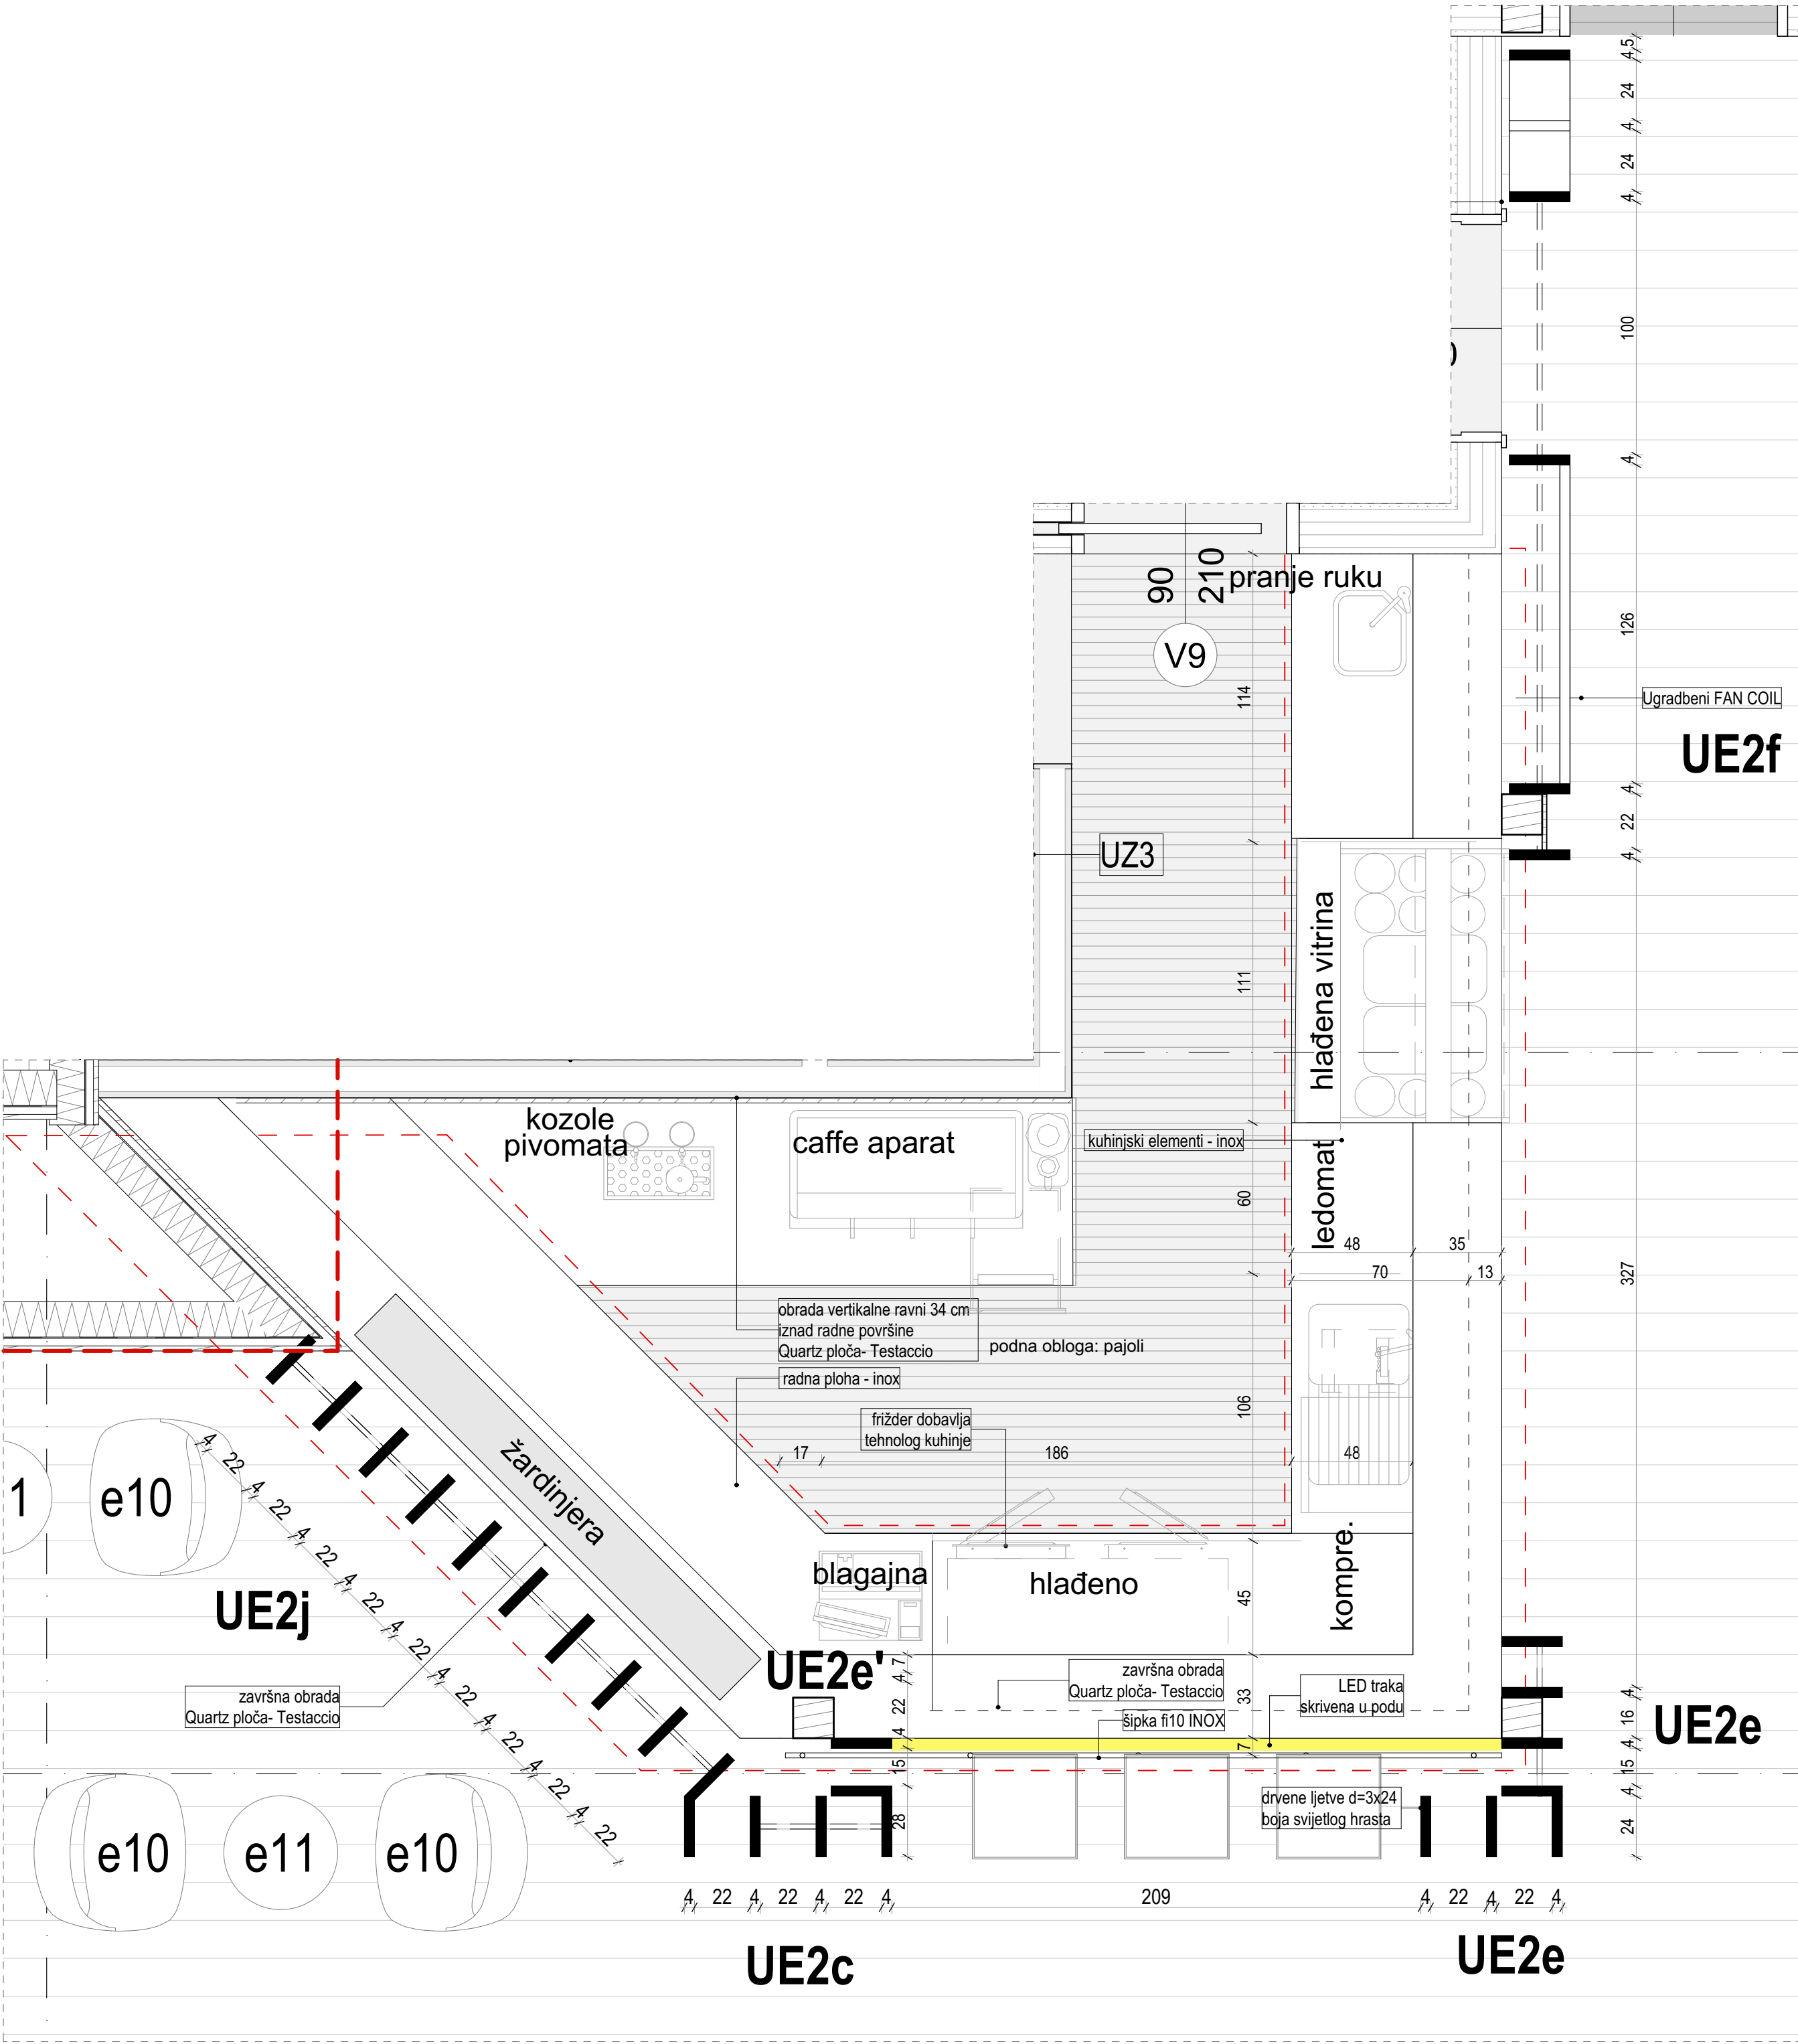 4,5
24
4
24
4
100
4
126
4
22
4
327
4
16
4
15
4
24
Ugradbeni FAN COIL
UE2f
90
210
pranje ruku
V9
114
UZ3
111
hlađena vitrina
kozole
pivomata
caffe aparat
kuhinjski elementi - inox
60
ledomat
48
35
70
13
obrada vertikalne ravni 34 cm
iznad radne površine
Quartz ploča- Testaccio
podna obloga: pajoli
radna ploha - inox
frižder dobavlja
tehnolog kuhinje
106
17
186
48
žardinjera
1
e10
4
22
4
22
4
22
4
22
4
22
4
22
4
22
4
22
4
22
UE2j
blagajna
hlađeno
45
kompre.
UE2e'
7
4
22
4
15
28
završna obrada
Quartz ploča- Testaccio
33
LED traka
skrivena u podu
završna obrada
Quartz ploča- Testaccio
šipka fi10 INOX
7
UE2e
drvene ljetve d=3x24
boja svijetlog hrasta
e10
e11
e10
4
22
4
22
4
22
4
209
4
22
4
22
4
UE2c
UE2e